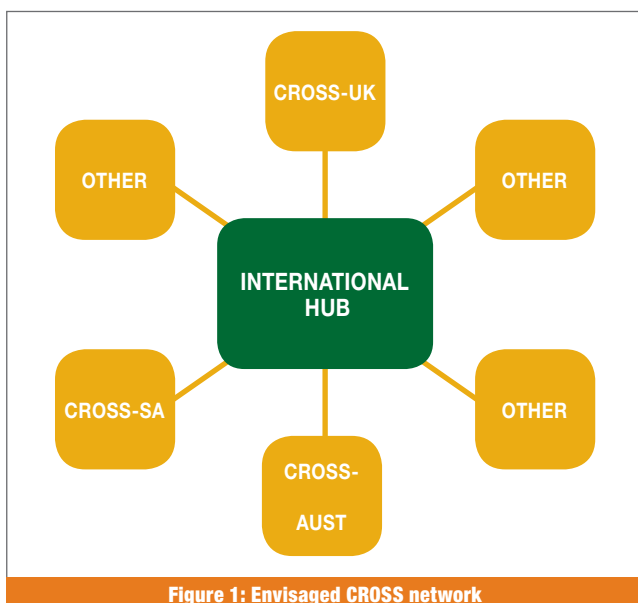 CROSS-UK
OTHER
OTHER
INTERNATIONAL
HUB
CROSS-SA
OTHER
CROSS-
AUST
Figure 1: Envisaged CROSS network